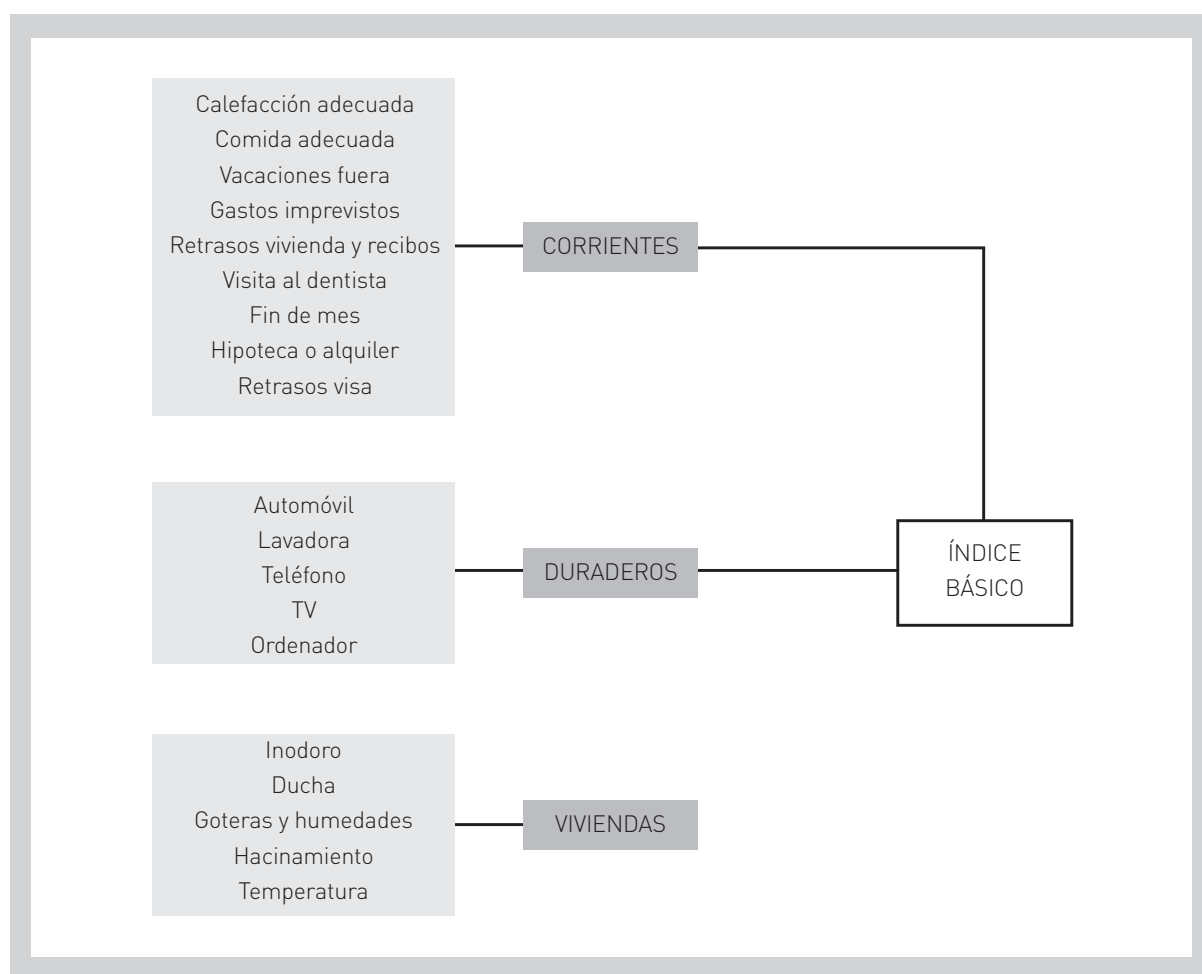 Calefacción adecuada
Comida adecuada
Vacaciones fuera
Gastos imprevistos
Retrasos vivienda y recibos
Visita al dentista
Fin de mes
Hipoteca o alquiler
Retrasos visa
CORRIENTES
Automóvil
Lavadora
Teléfono
TV
Ordenador
DURADEROS
ÍNDICE
BÁSICO
Inodoro
Ducha
Goteras y humedades
Hacinamiento
Temperatura
VIVIENDAS